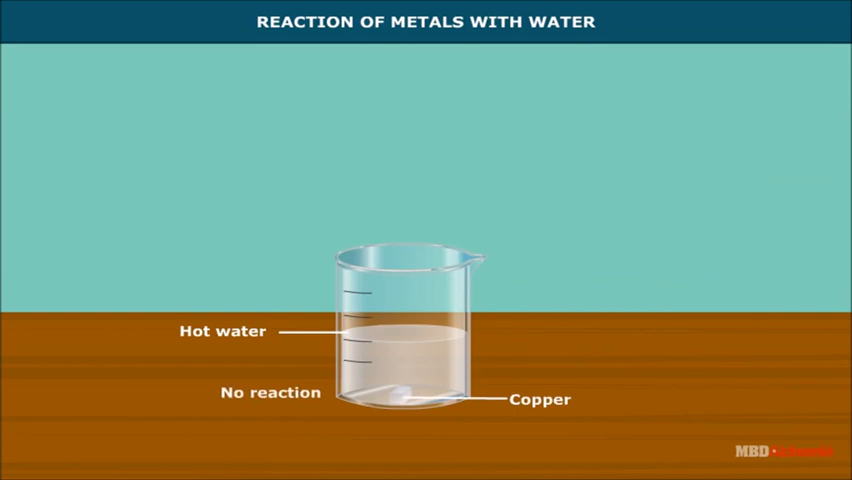 REACTION OF METALS WITH WATER
Hot water
No reaction
Copper
MBD